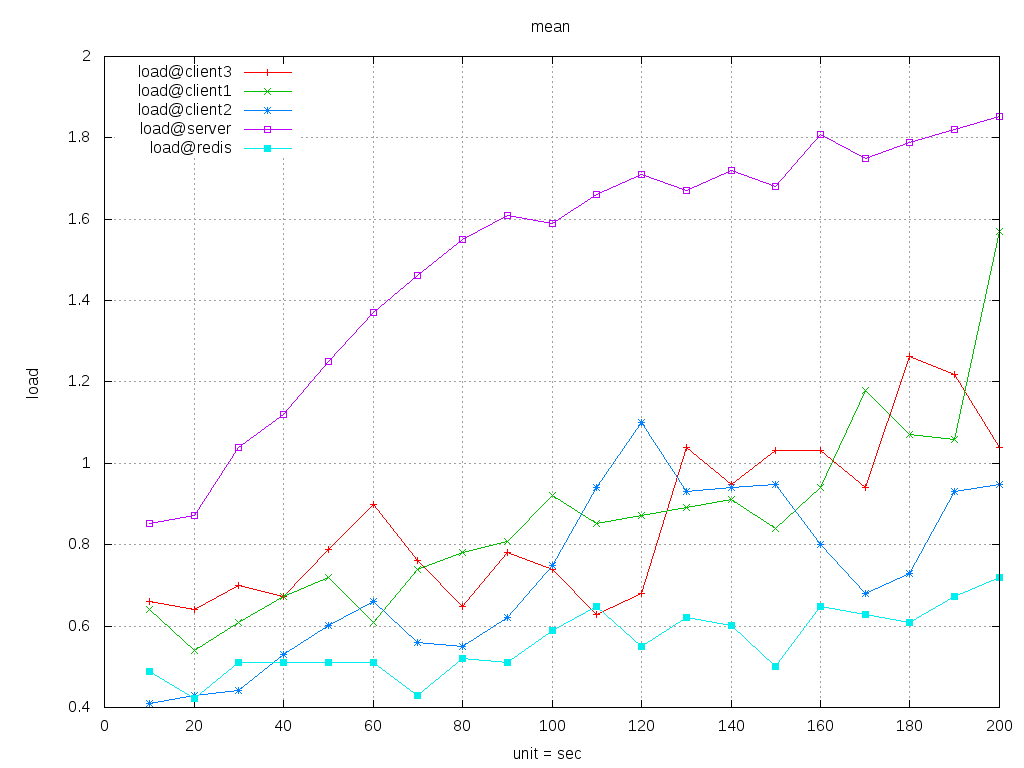 mean
load@client3
load@client1
load@client2
load@server
load@redis
2
1.8
1.6
1.4
1.2
1
0.8
0.6
0.4
load
0 20 40 60 80 100 120 140 160 180 200
unit = sec